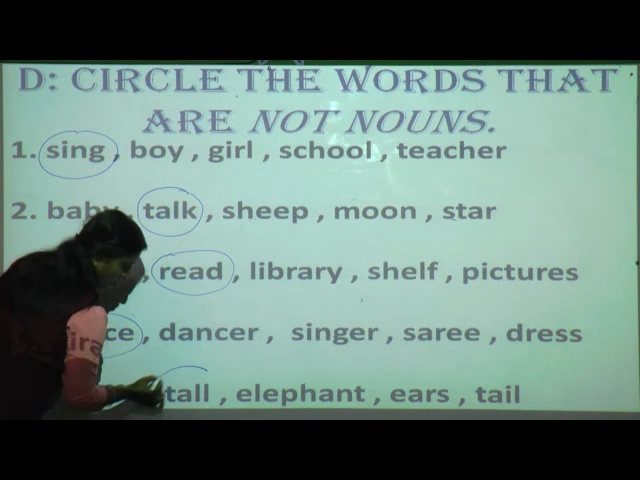 D: CIRCLE THE WORDS THAT
ARE NOT NOUNS.
1. sing , boy , girl , school , teacher
2. baby , talk , sheep , moon , star
, read , library , shelf , pictures
ce , dancer , singer , saree , dress
tall , elephant , ears , tail